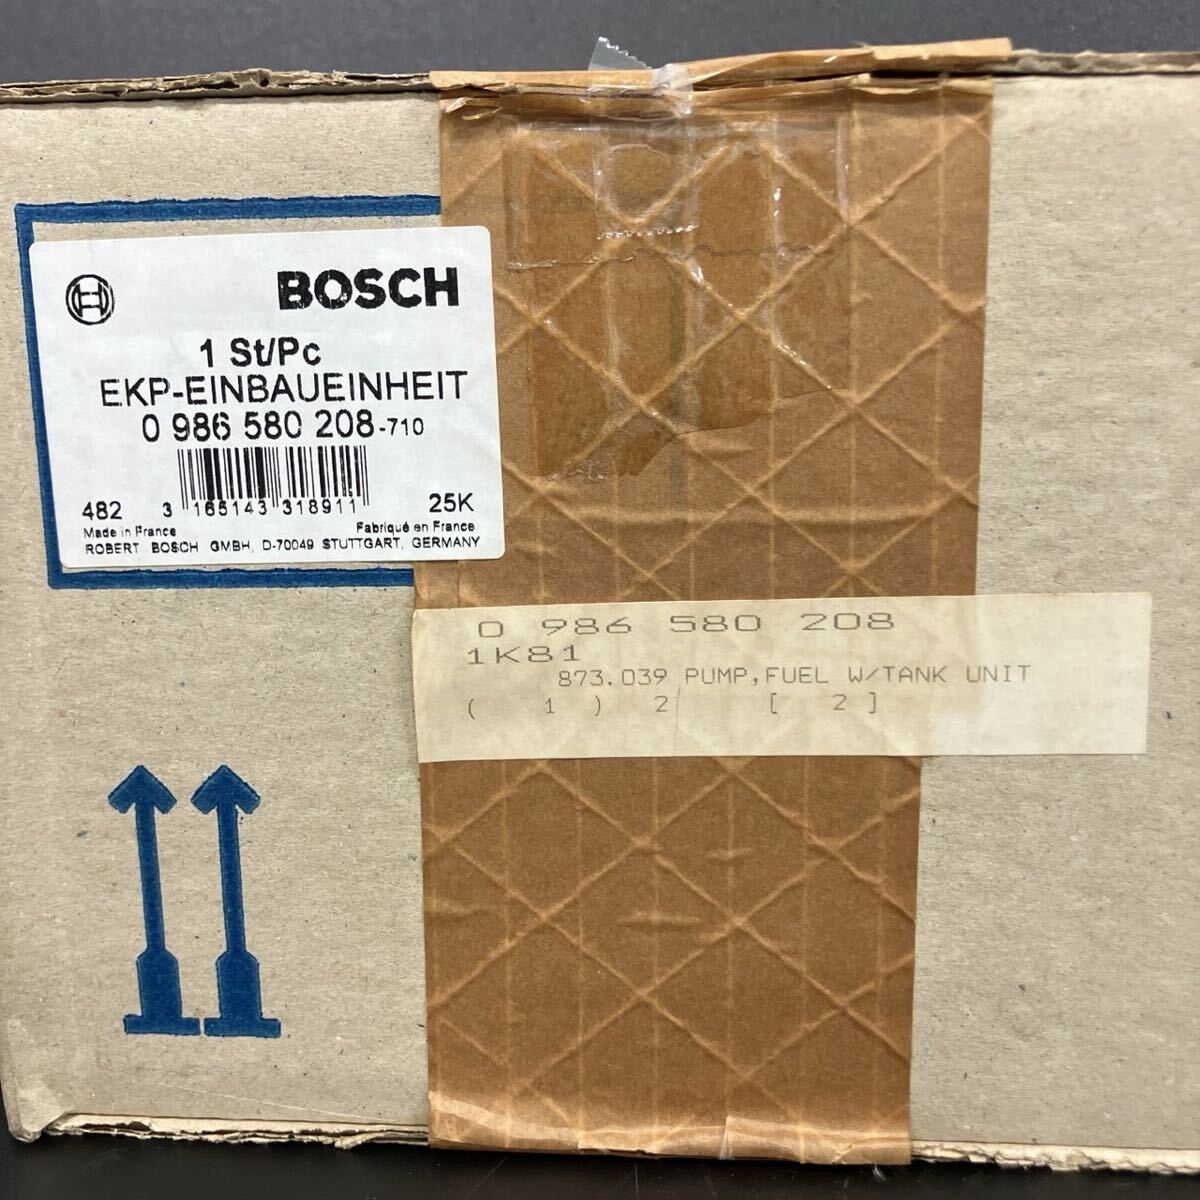 BOSCH
1 St/Pc
EKP-EINBAUEINHEIT
0 986 580 208-710
482 3 165143 318911 25K
Made in France Fabriqué en France
ROBERT BOSCH GMBH, D-70049 STUTTGART, GERMANY
0 986 580 208
1K81
873.039 PUMP,FUEL W/TANK UNIT
( 1 ) 2 [ 2 ]